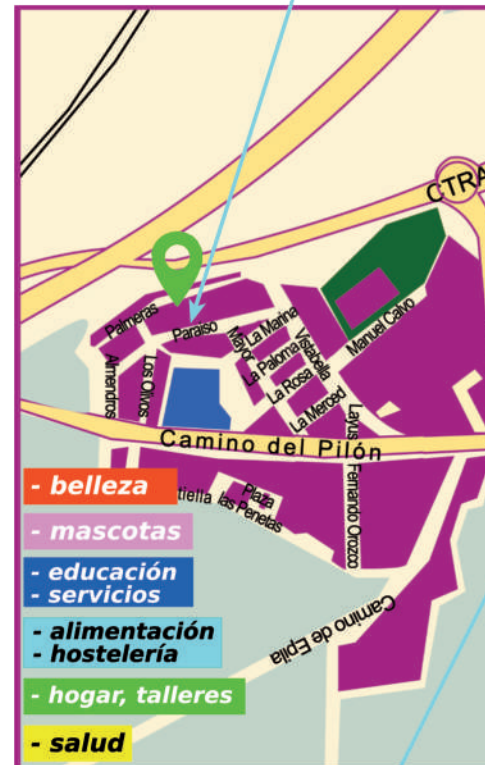 CTRA
Palmeras
Paraiso
Mayor
La Marina
Vistabella
Manuel Calvo
Almendros
Los Olivos
La Paloma
La Rosa
La Merced
Layus
Camino del Pilón
Fernando Orozco
tiella las Penetas
Plaza
Camino de Epila
- belleza
- mascotas
- educación
- servicios
- alimentación
- hostelería
- hogar, talleres
- salud